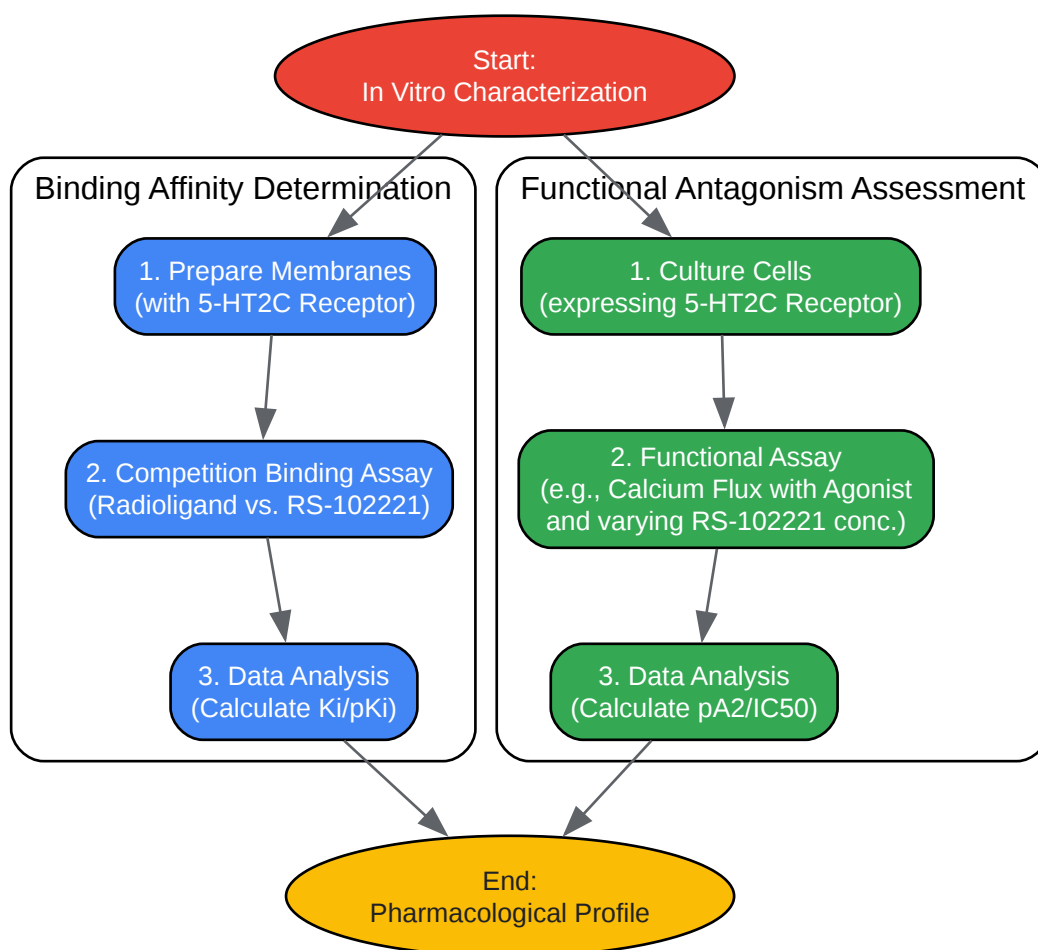 Start:
In Vitro Characterization
Binding Affinity Determination
1. Prepare Membranes
(with 5-HT2C Receptor)
2. Competition Binding Assay
(Radioligand vs. RS-102221)
3. Data Analysis
(Calculate Ki/pKi)
Functional Antagonism Assessment
1. Culture Cells
(expressing 5-HT2C Receptor)
2. Functional Assay
(e.g., Calcium Flux with Agonist
and varying RS-102221 conc.)
3. Data Analysis
(Calculate pA2/IC50)
End:
Pharmacological Profile